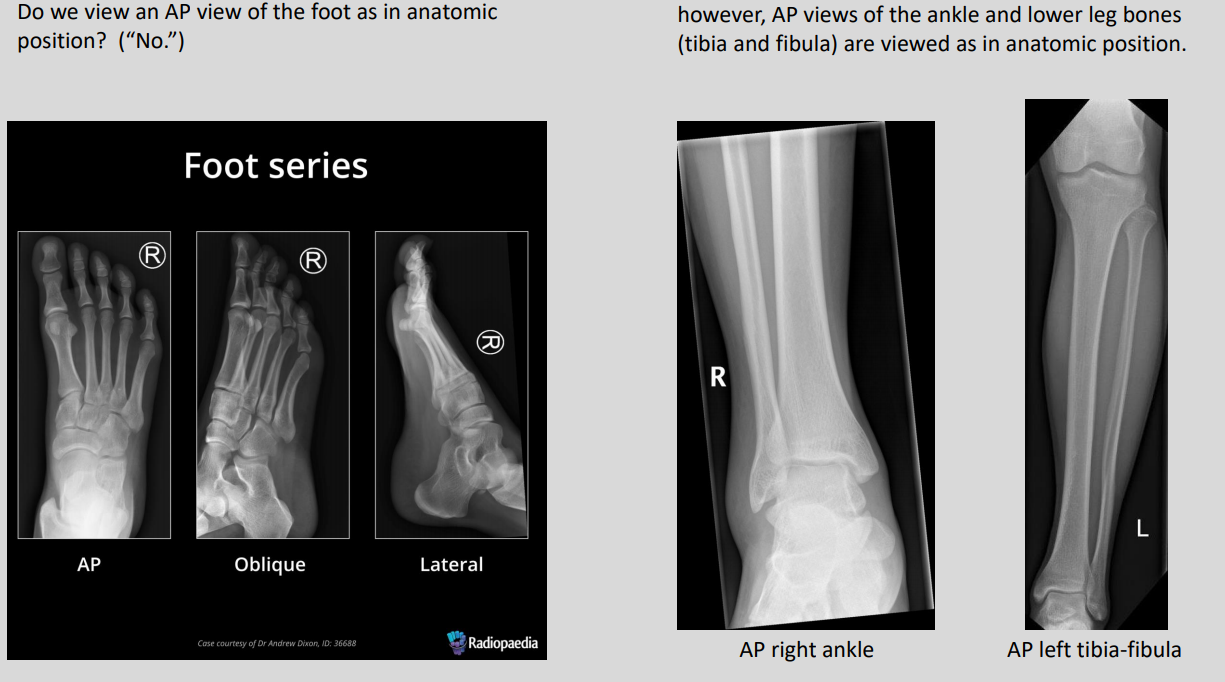 Do we view an AP view of the foot as in anatomic
position? (“No.”)
however, AP views of the ankle and lower leg bones
(tibia and fibula) are viewed as in anatomic position.
Foot series
R
R
R
AP
Oblique
Lateral
Case courtesy of Dr Andrew Dixon, ID: 36688
Radiopaedia
R
AP right ankle
L
AP left tibia-fibula